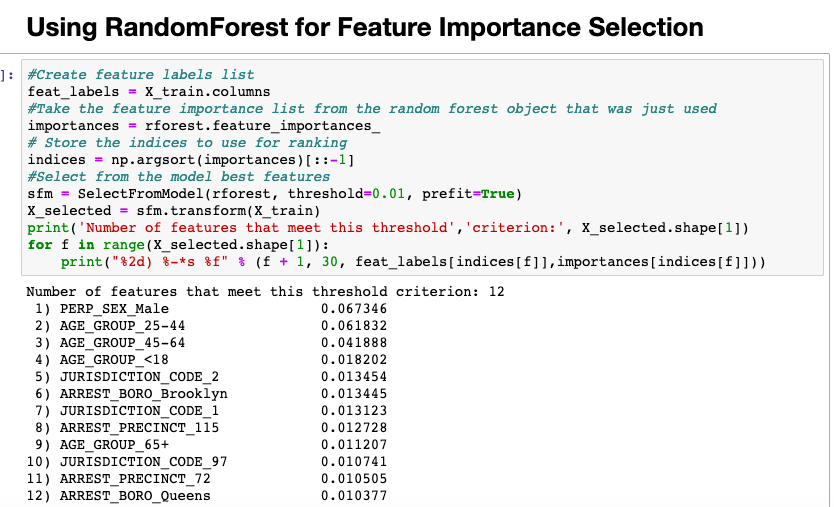 Using RandomForest for Feature Importance Selection
]: #Create feature labels list
feat_labels = X_train.columns
#Take the feature importance list from the random forest object that was just used
importances = rforest.feature_importances_
# Store the indices to use for ranking
indices = np.argsort(importances)[::-1]
#Select from the model best features
sfm = SelectFromModel(rforest, threshold=0.01, prefit=True)
X_selected = sfm.transform(X_train)
print('Number of features that meet this threshold','criterion:', X_selected.shape[1])
for f in range(X_selected.shape[1]):
    print("%2d) %-*s %f" % (f + 1, 30, feat_labels[indices[f]],importances[indices[f]]))
Number of features that meet this threshold criterion: 12
 1) PERP_SEX_Male                  0.067346
 2) AGE_GROUP_25-44                0.061832
 3) AGE_GROUP_45-64                0.041888
 4) AGE_GROUP_<18                  0.018202
 5) JURISDICTION_CODE_2            0.013454
 6) ARREST_BORO_Brooklyn           0.013445
 7) JURISDICTION_CODE_1            0.013123
 8) ARREST_PRECINCT_115            0.012728
 9) AGE_GROUP_65+                  0.011207
10) JURISDICTION_CODE_97           0.010741
11) ARREST_PRECINCT_72             0.010505
12) ARREST_BORO_Queens             0.010377